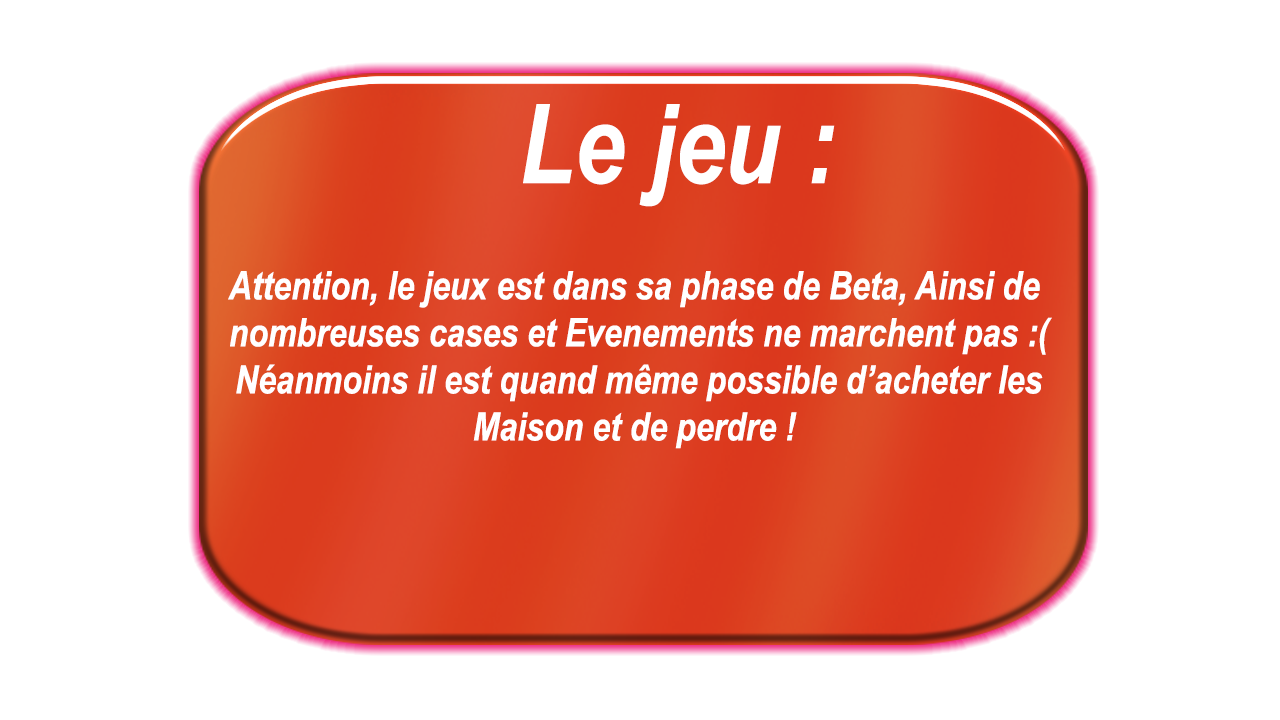 Le jeu :
Attention, le jeux est dans sa phase de Beta, Ainsi de
nombreuses cases et Evenements ne marchent pas :(
Néanmoins il est quand même possible d’acheter les
Maison et de perdre !